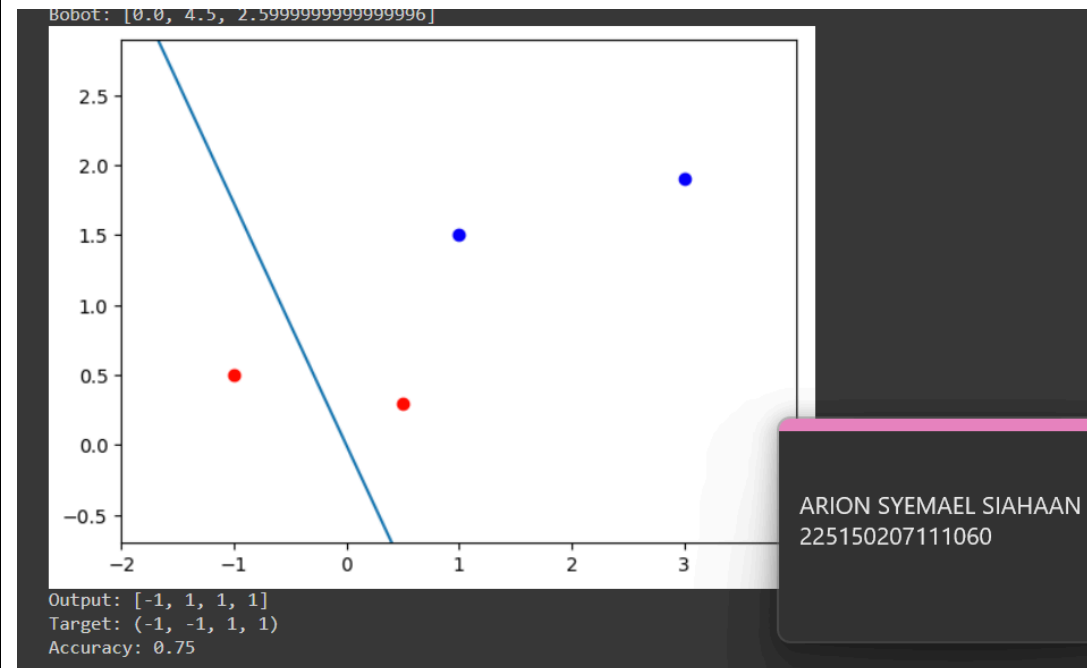 Bobot: [0.0, 4.5, 2.5999999999999996]
2.5
2.0
1.5
1.0
0.5
0.0
−0.5
−2 −1 0 1 2 3
ARION SYEMAEL SIAHAAN
225150207111060
Output: [-1, 1, 1, 1]
Target: (-1, -1, 1, 1)
Accuracy: 0.75